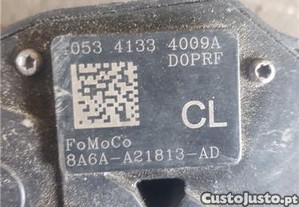 053 4133 4009A
D0PRF
CL
FoMoCo
8A6A-A21813-AD
CustoJusto.pt